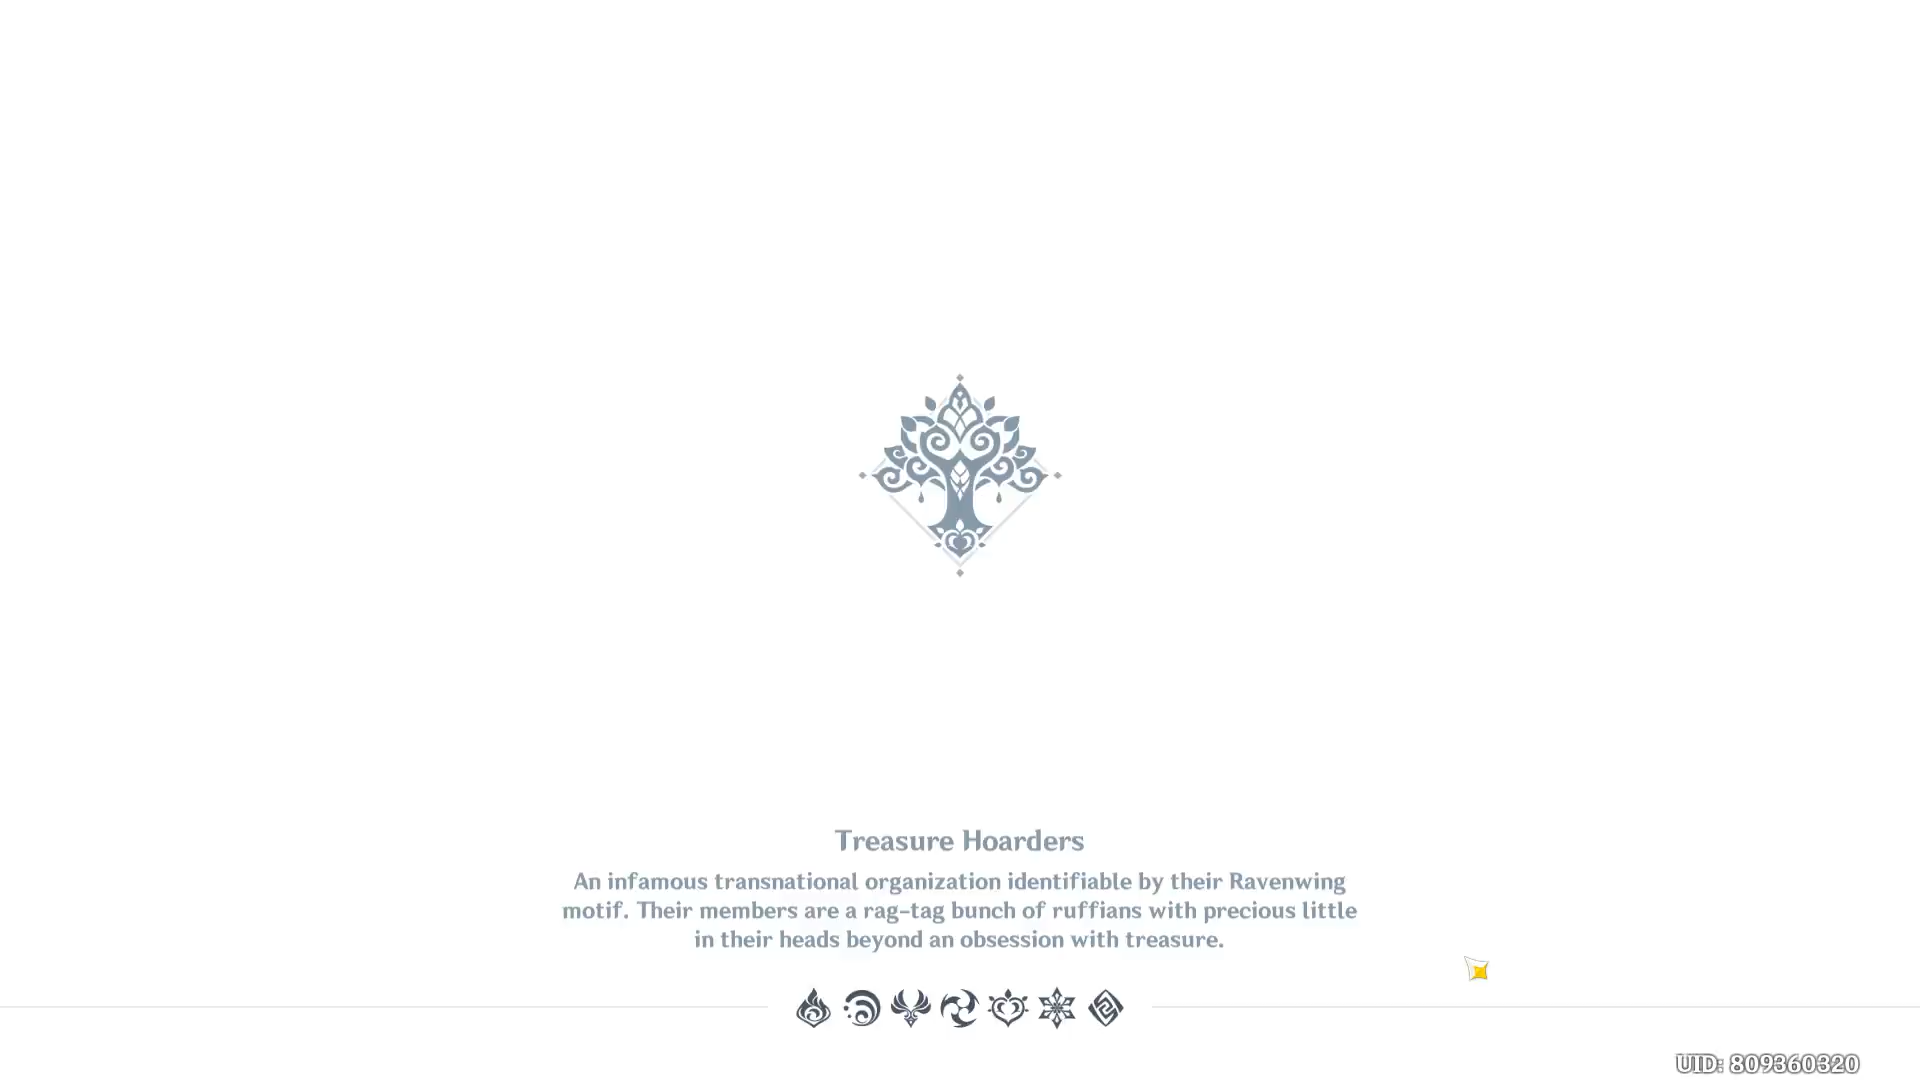 Treasure Hoarders
An infamous transnational organization identifiable by their Ravenwing
motif. Their members are a rag-tag bunch of ruffians with precious little
in their heads beyond an obsession with treasure.
UID: 809360320